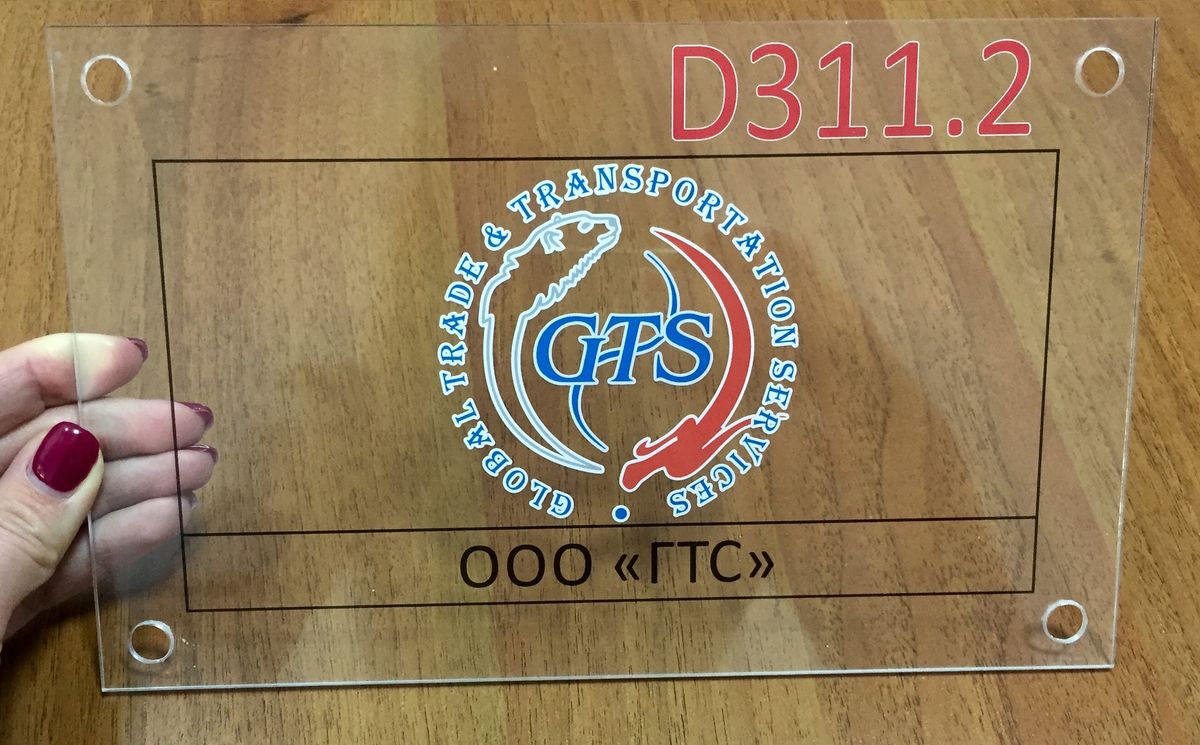 D311.2
GLOBAL TRADE & TRANSPORTATION SERVICES
GTS
ООО «ГТС»